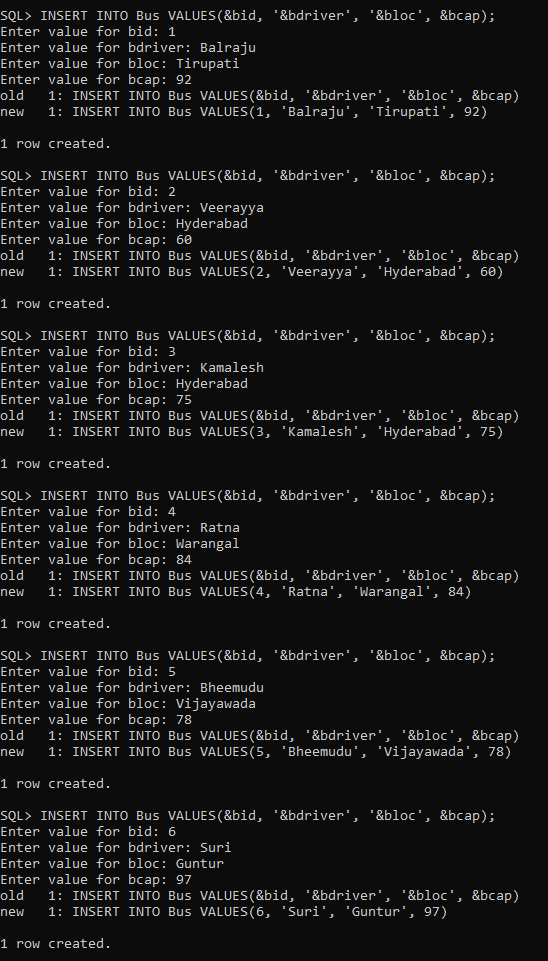 SQL> INSERT INTO Bus VALUES(&bid, '&bdriver', '&bloc', &bcap);
Enter value for bid: 1
Enter value for bdriver: Balraju
Enter value for bloc: Tirupati
Enter value for bcap: 92
old   1: INSERT INTO Bus VALUES(&bid, '&bdriver', '&bloc', &bcap)
new   1: INSERT INTO Bus VALUES(1, 'Balraju', 'Tirupati', 92)

1 row created.

SQL> INSERT INTO Bus VALUES(&bid, '&bdriver', '&bloc', &bcap);
Enter value for bid: 2
Enter value for bdriver: Veerayya
Enter value for bloc: Hyderabad
Enter value for bcap: 60
old   1: INSERT INTO Bus VALUES(&bid, '&bdriver', '&bloc', &bcap)
new   1: INSERT INTO Bus VALUES(2, 'Veerayya', 'Hyderabad', 60)

1 row created.

SQL> INSERT INTO Bus VALUES(&bid, '&bdriver', '&bloc', &bcap);
Enter value for bid: 3
Enter value for bdriver: Kamalesh
Enter value for bloc: Hyderabad
Enter value for bcap: 75
old   1: INSERT INTO Bus VALUES(&bid, '&bdriver', '&bloc', &bcap)
new   1: INSERT INTO Bus VALUES(3, 'Kamalesh', 'Hyderabad', 75)

1 row created.

SQL> INSERT INTO Bus VALUES(&bid, '&bdriver', '&bloc', &bcap);
Enter value for bid: 4
Enter value for bdriver: Ratna
Enter value for bloc: Warangal
Enter value for bcap: 84
old   1: INSERT INTO Bus VALUES(&bid, '&bdriver', '&bloc', &bcap)
new   1: INSERT INTO Bus VALUES(4, 'Ratna', 'Warangal', 84)

1 row created.

SQL> INSERT INTO Bus VALUES(&bid, '&bdriver', '&bloc', &bcap);
Enter value for bid: 5
Enter value for bdriver: Bheemudu
Enter value for bloc: Vijayawada
Enter value for bcap: 78
old   1: INSERT INTO Bus VALUES(&bid, '&bdriver', '&bloc', &bcap)
new   1: INSERT INTO Bus VALUES(5, 'Bheemudu', 'Vijayawada', 78)

1 row created.

SQL> INSERT INTO Bus VALUES(&bid, '&bdriver', '&bloc', &bcap);
Enter value for bid: 6
Enter value for bdriver: Suri
Enter value for bloc: Guntur
Enter value for bcap: 97
old   1: INSERT INTO Bus VALUES(&bid, '&bdriver', '&bloc', &bcap)
new   1: INSERT INTO Bus VALUES(6, 'Suri', 'Guntur', 97)

1 row created.